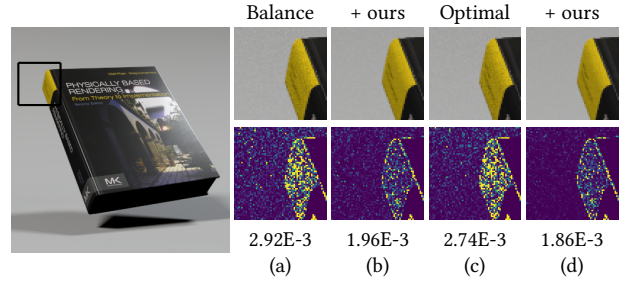 Balance + ours Optimal + ours
PHYSICALLY BASED
RENDERING
From Theory to Implementation
MK
2.92E-3 1.96E-3 2.74E-3 1.86E-3
(a) (b) (c) (d)